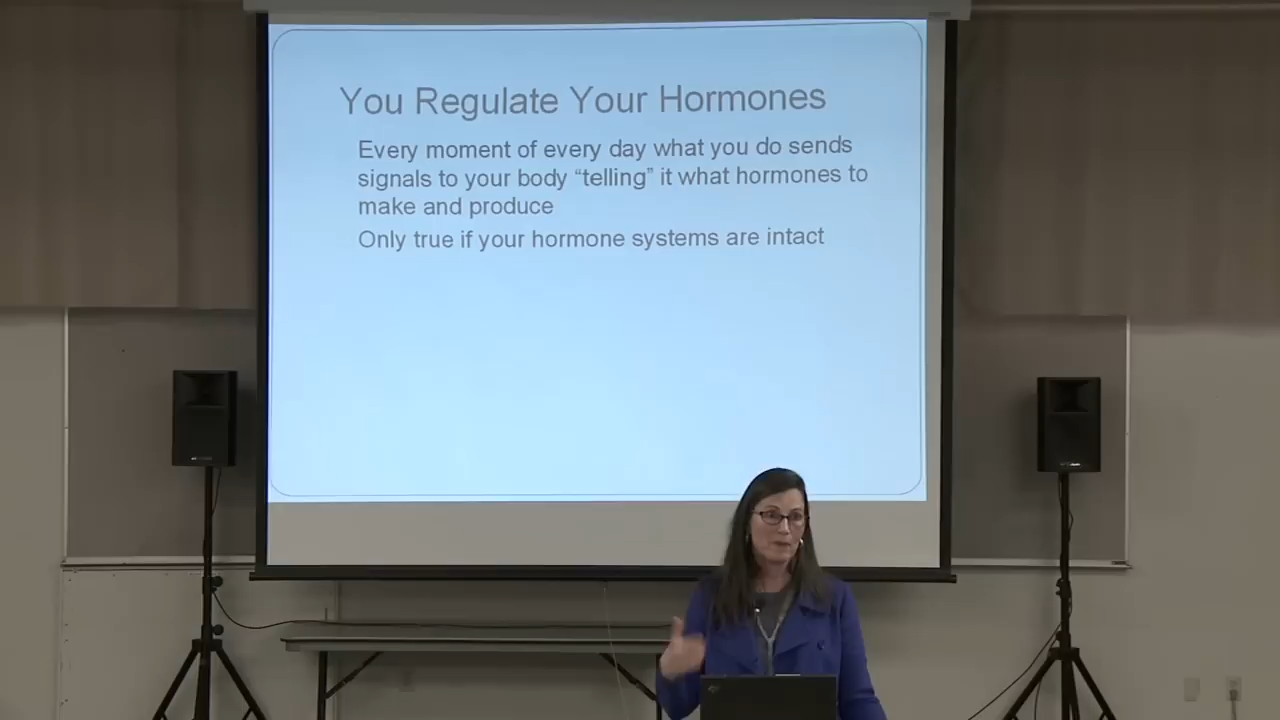 You Regulate Your Hormones
Every moment of every day what you do sends
signals to your body “telling” it what hormones to
make and produce
Only true if your hormone systems are intact